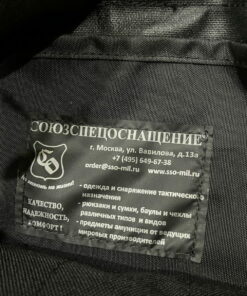 СОЮЗСПЕЦОСНАЩЕНИЕ
г. Москва, ул. Вавилова, д.13а
+7 (495) 649-67-38
order@sso-mil.ru
www.sso-mil.ru
- одежда и снаряжение тактического
назначения
- рюкзаки и сумки, баулы и чехлы
различных типов и видов
- предметы амуниции от ведущих
мировых производителей
КАЧЕСТВО,
НАДЕЖНОСТЬ,
КОМФОРТ!